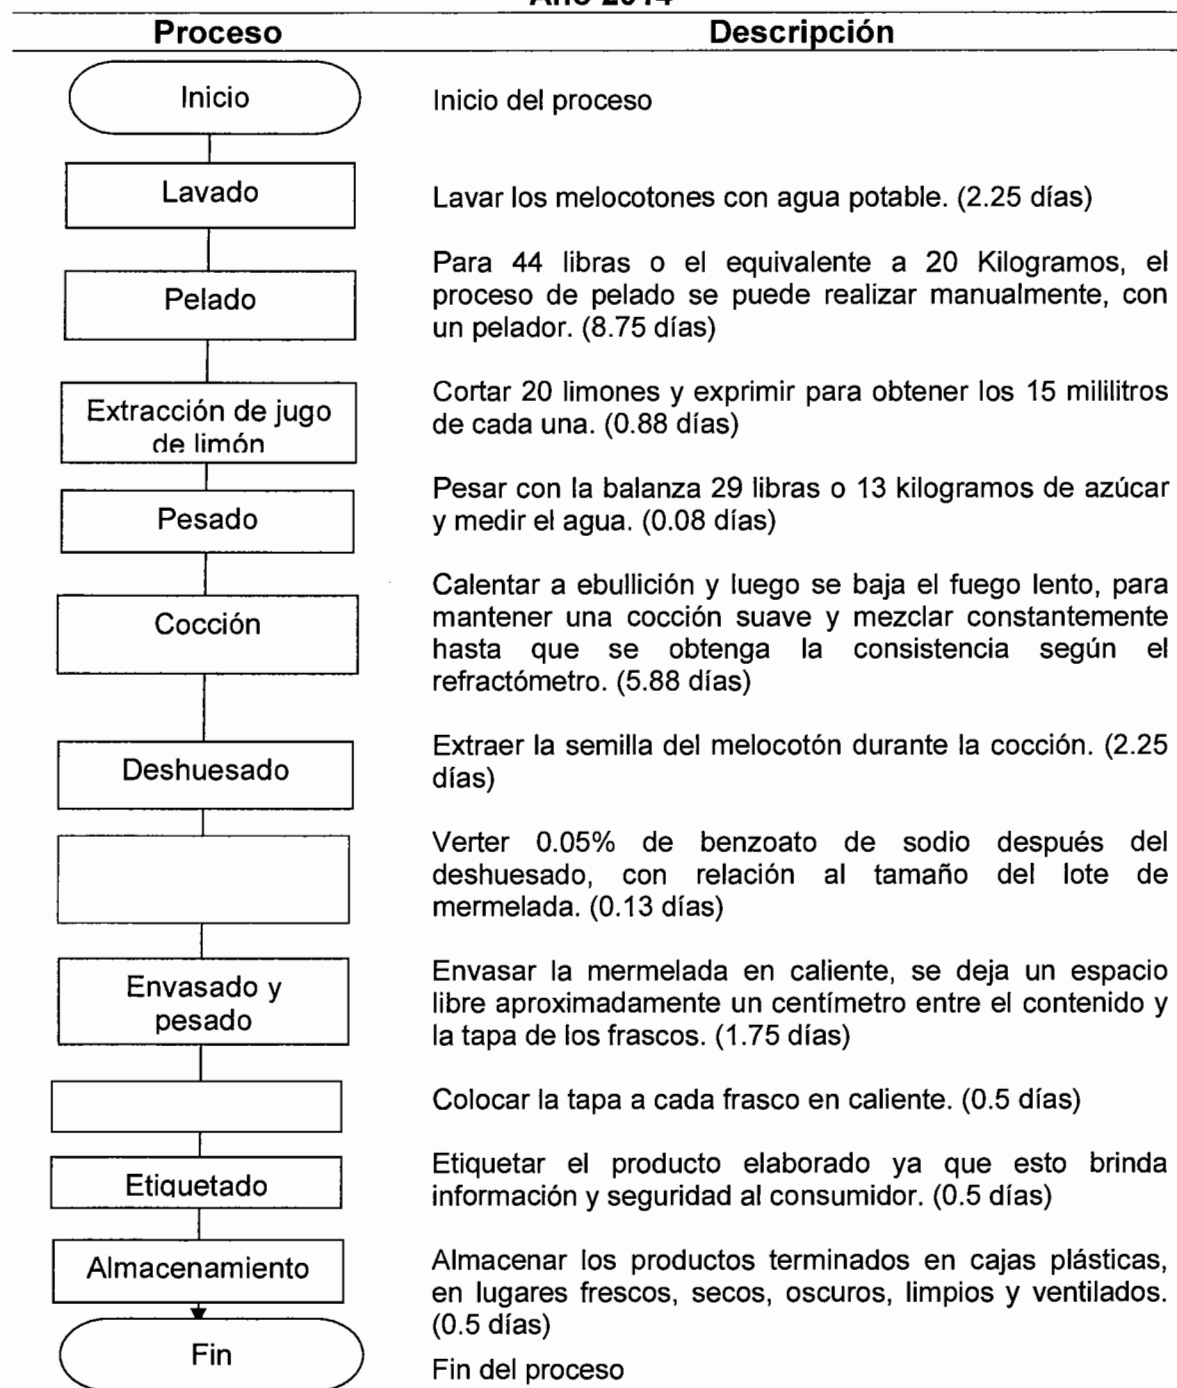 Año 2014
Proceso
Descripción
Inicio
Inicio del proceso
Lavado
Lavar los melocotones con agua potable. (2.25 días)
Pelado
Para 44 libras o el equivalente a 20 Kilogramos, el
proceso de pelado se puede realizar manualmente, con
un pelador. (8.75 días)
Extracción de jugo
de limón
Cortar 20 limones y exprimir para obtener los 15 mililitros
de cada una. (0.88 días)
Pesado
Pesar con la balanza 29 libras o 13 kilogramos de azúcar
y medir el agua. (0.08 días)
Cocción
Calentar a ebullición y luego se baja el fuego lento, para
mantener una cocción suave y mezclar constantemente
hasta que se obtenga la consistencia según el
refractómetro. (5.88 días)
Deshuesado
Extraer la semilla del melocotón durante la cocción. (2.25
días)
Verter 0.05% de benzoato de sodio después del
deshuesado, con relación al tamaño del lote de
mermelada. (0.13 días)
Envasado y
pesado
Envasar la mermelada en caliente, se deja un espacio
libre aproximadamente un centímetro entre el contenido y
la tapa de los frascos. (1.75 días)
Colocar la tapa a cada frasco en caliente. (0.5 días)
Etiquetado
Etiquetar el producto elaborado ya que esto brinda
información y seguridad al consumidor. (0.5 días)
Almacenamiento
Almacenar los productos terminados en cajas plásticas,
en lugares frescos, secos, oscuros, limpios y ventilados.
(0.5 días)
Fin
Fin del proceso